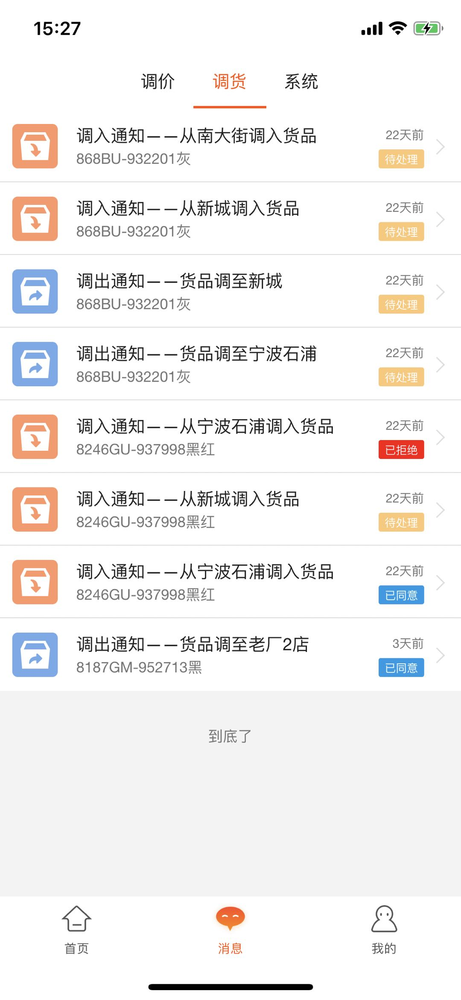 15:27
调价
调货
系统
调入通知——从南大街调入货品
22天前
868BU-932201灰
待处理
调入通知——从新城调入货品
22天前
868BU-932201灰
待处理
调出通知——货品调至新城
22天前
868BU-932201灰
待处理
调出通知——货品调至宁波石浦
22天前
868BU-932201灰
待处理
调入通知——从宁波石浦调入货品
22天前
8246GU-937998黑红
已拒绝
调入通知——从新城调入货品
22天前
8246GU-937998黑红
待处理
调入通知——从宁波石浦调入货品
22天前
8246GU-937998黑红
已同意
调出通知——货品调至老厂2店
3天前
8187GM-952713黑
已同意
到底了
首页
消息
我的